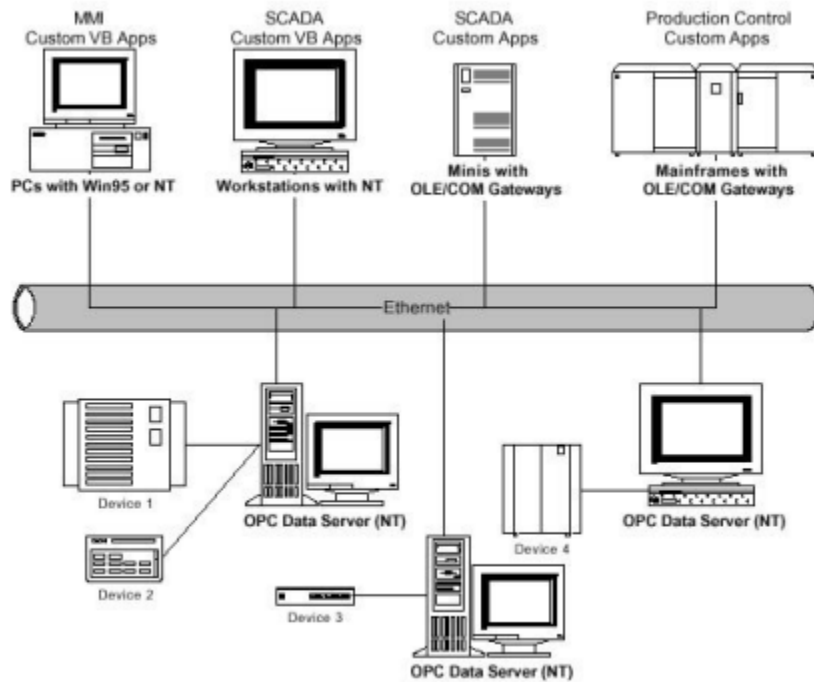 MMI
Custom VB Apps
SCADA
Custom VB Apps
SCADA
Custom Apps
Production Control
Custom Apps
PCs with Win95 or NT
Workstations with NT
Minis with
OLE/COM Gateways
Mainframes with
OLE/COM Gateways
Ethernet
Device 1
OPC Data Server (NT)
Device 2
Device 3
OPC Data Server (NT)
Device 4
OPC Data Server (NT)